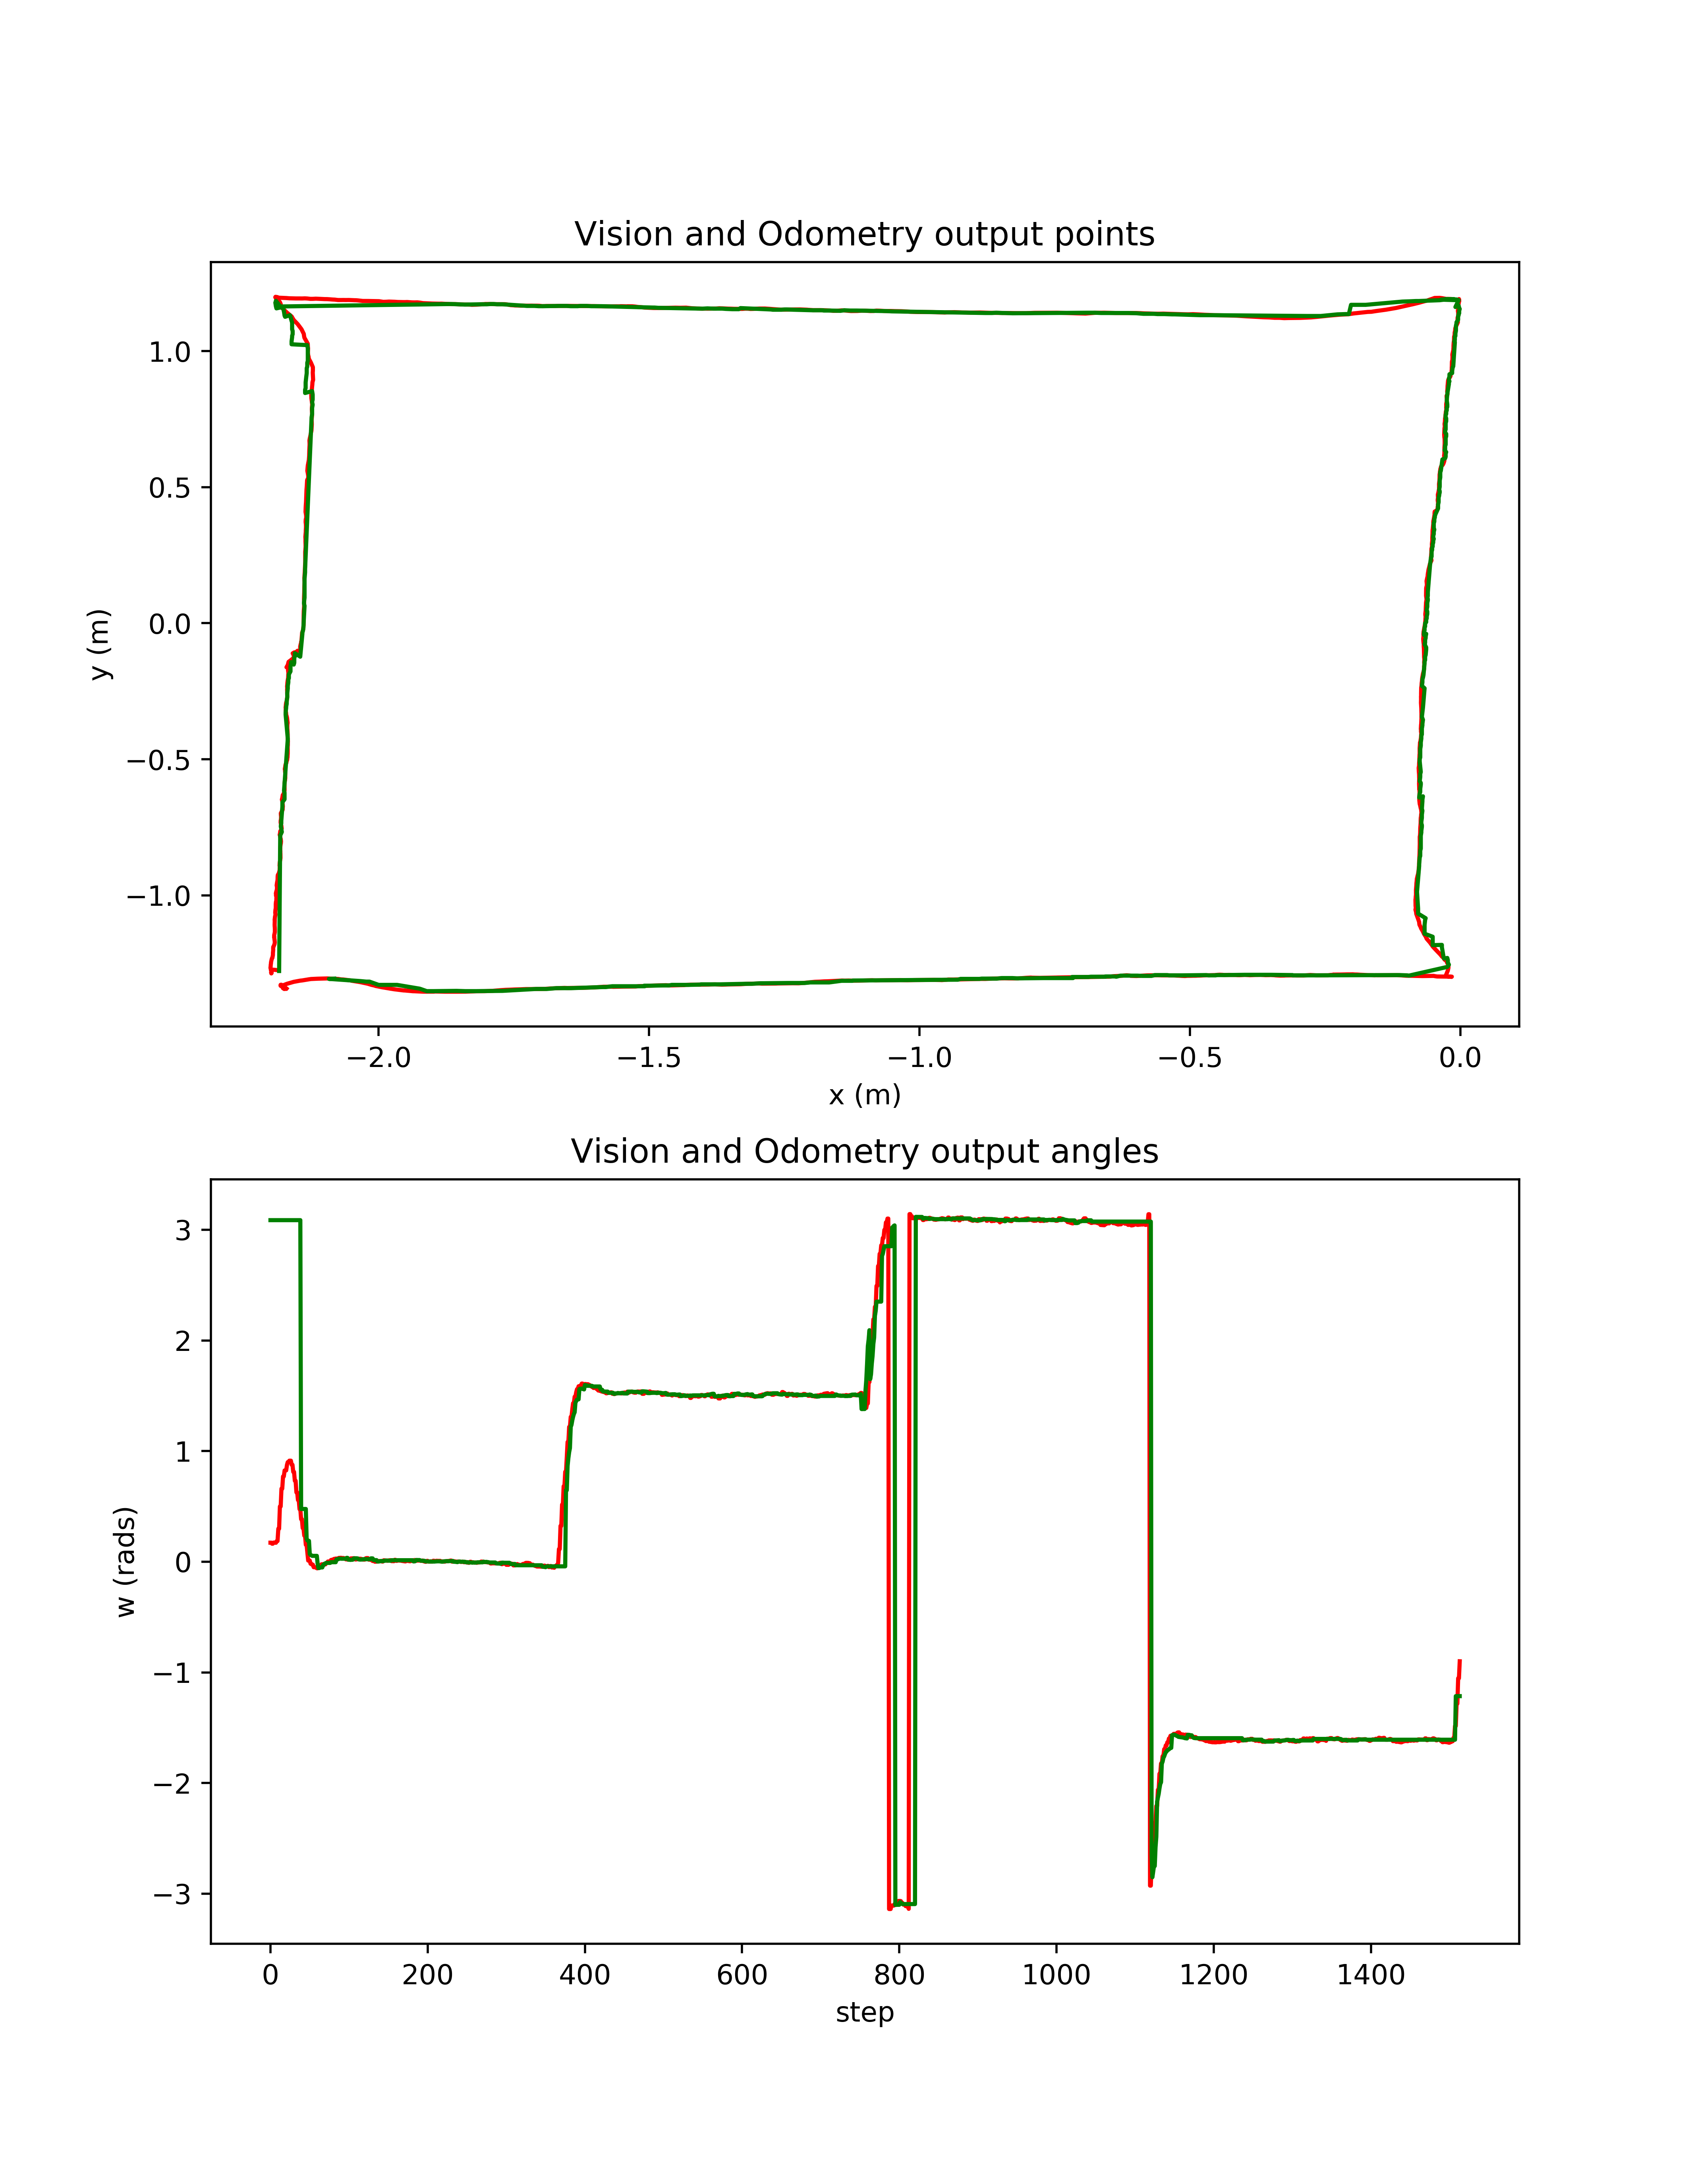 Vision and Odometry output points
1.0
0.5
0.0
−0.5
−1.0
y (m)
−2.0 −1.5 −1.0 −0.5 0.0
x (m)
Vision and Odometry output angles
3
2
1
0
−1
−2
−3
w (rads)
0 200 400 600 800 1000 1200 1400
step